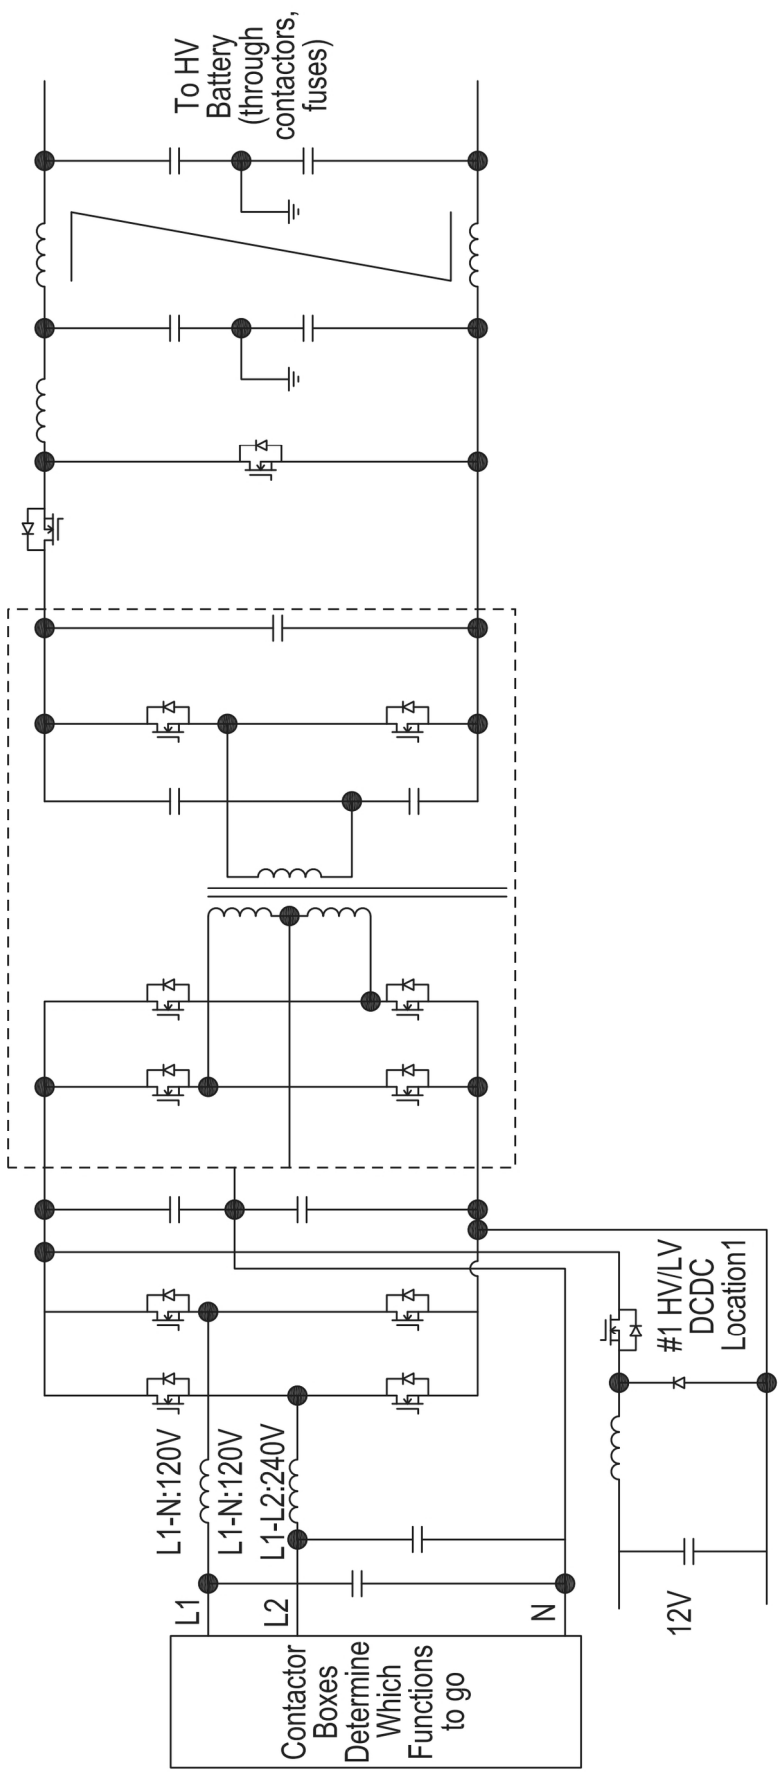 To HV
Battery
(through
contactors,
fuses)
#1 HV/LV
DCDC
Location1
L1-N:120V
L1-N:120V
L1-L2:240V
L1
L2
N
12V
Contactor
Boxes
Determine
Which
Functions
to go